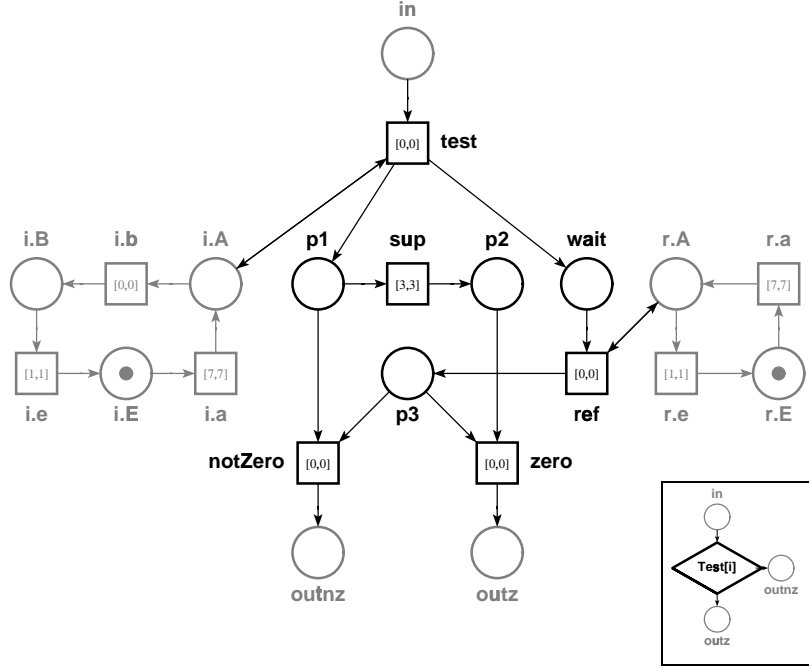 in
[0,0] test
i.B i.b i.A p1 sup p2 wait r.A r.a
[0,0] [3,3] [7,7]
[1,1] [7,7] [0,0] [1,1]
i.e i.E i.a p3 ref r.e r.E
notZero [0,0] [0,0] zero
outnz outz
in
Test[i]
outnz
outz